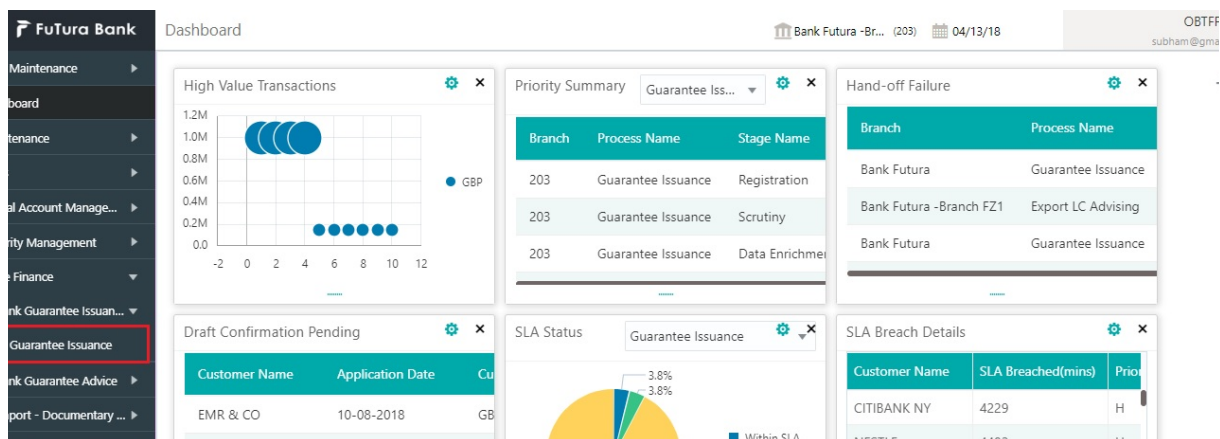 FuTura Bank
Dashboard
Bank Futura -Br... (203)
04/13/18
OBTFP
subham@gma
Maintenance
board
tenance
al Account Manage...
rity Management
Finance
nk Guarantee Issuan...
Guarantee Issuance
nk Guarantee Advice
port - Documentary ...
High Value Transactions
1.2M
1.0M
0.8M
0.6M
0.4M
0.2M
0.0
-2 0 2 4 6 8 10 12
GBP
Priority Summary Guarantee Iss...
Branch Process Name Stage Name
203 Guarantee Issuance Registration
203 Guarantee Issuance Scrutiny
203 Guarantee Issuance Data Enrichmen
Hand-off Failure
Branch Process Name
Bank Futura Guarantee Issuance
Bank Futura -Branch FZ1 Export LC Advising
Bank Futura Guarantee Issuance
Draft Confirmation Pending
Customer Name Application Date Cu
EMR & CO 10-08-2018 GB
SLA Status Guarantee Issuance
3.8%
3.8%
Within SLA
SLA Breach Details
Customer Name SLA Breached(mins) Prior
CITIBANK NY 4229 H